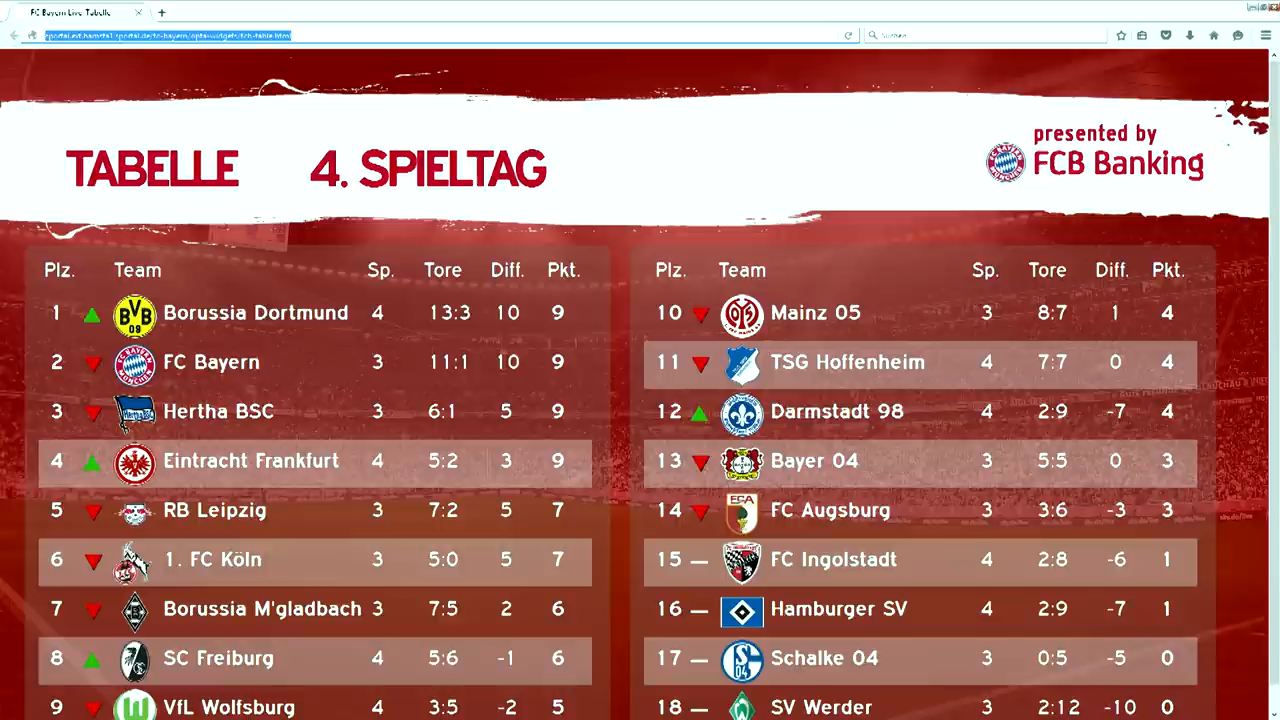 FC Bayern Live-Tabelle
Suchen
TABELLE 4. SPIELTAG
presented by
FCB Banking
Plz. Team Sp. Tore Diff. Pkt.
1 Borussia Dortmund 4 13:3 10 9
2 FC Bayern 3 11:1 10 9
3 Hertha BSC 3 6:1 5 9
4 Eintracht Frankfurt 4 5:2 3 9
5 RB Leipzig 3 7:2 5 7
6 1. FC Köln 3 5:0 5 7
7 Borussia M'gladbach 3 7:5 2 6
8 SC Freiburg 4 5:6 -1 6
9 VfL Wolfsburg 4 3:5 -2 5
Plz. Team Sp. Tore Diff. Pkt.
10 Mainz 05 3 8:7 1 4
11 TSG Hoffenheim 4 7:7 0 4
12 Darmstadt 98 4 2:9 -7 4
13 Bayer 04 3 5:5 0 3
14 FC Augsburg 3 3:6 -3 3
15 — FC Ingolstadt 4 2:8 -6 1
16 — Hamburger SV 4 2:9 -7 1
17 — Schalke 04 3 0:5 -5 0
18 — SV Werder 3 2:12 -10 0